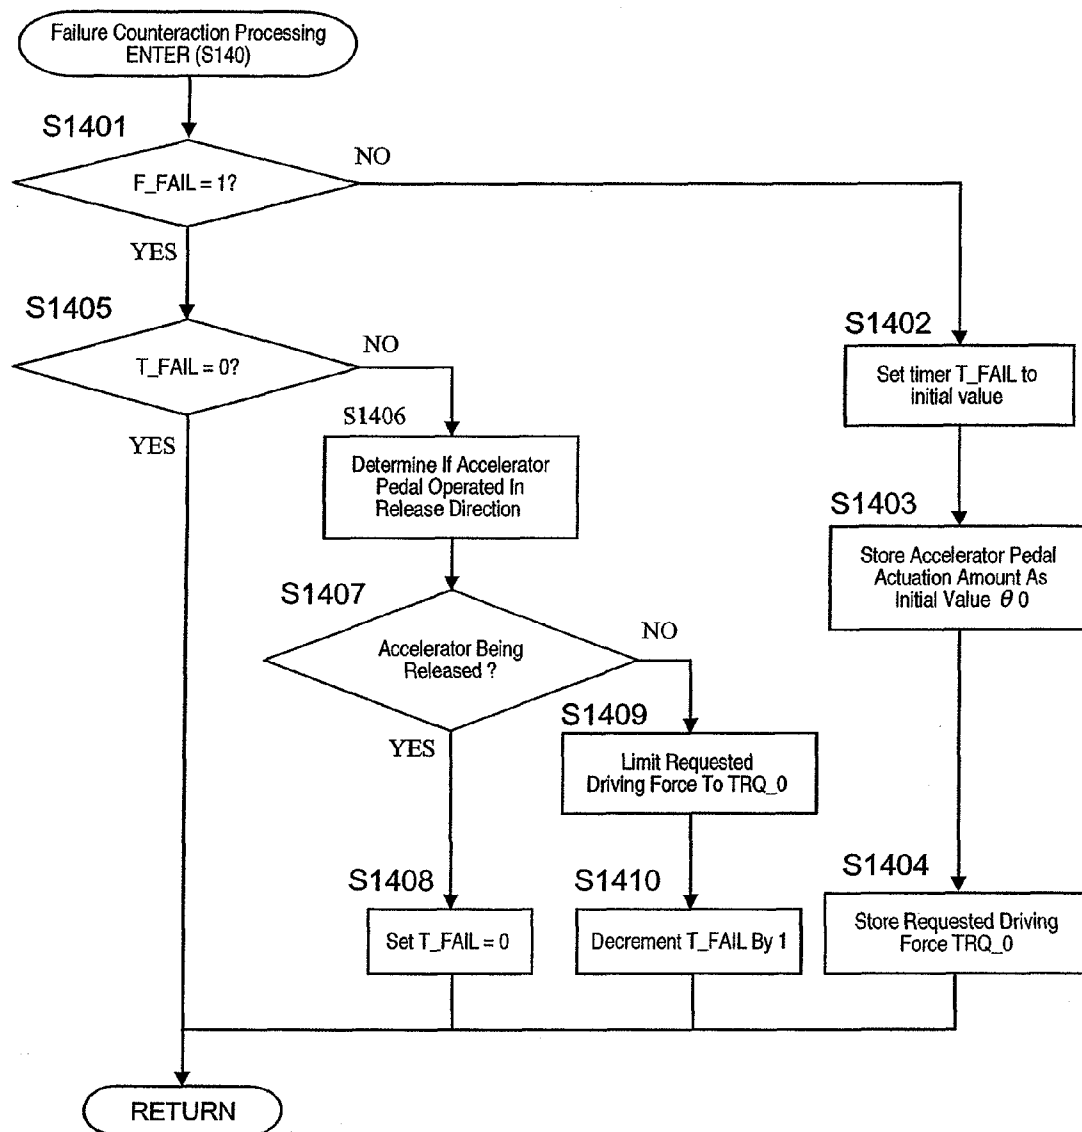 Failure Counteraction Processing
ENTER (S140)
S1401
F_FAIL = 1?
NO
YES
S1405
T_FAIL = 0?
NO
YES
S1406
Determine If Accelerator
Pedal Operated In
Release Direction
S1407
Accelerator Being
Released ?
NO
YES
S1408
Set T_FAIL = 0
S1409
Limit Requested
Driving Force To TRQ_0
S1410
Decrement T_FAIL By 1
S1402
Set timer T_FAIL to
initial value
S1403
Store Accelerator Pedal
Actuation Amount As
Initial Value θ 0
S1404
Store Requested Driving
Force TRQ_0
RETURN